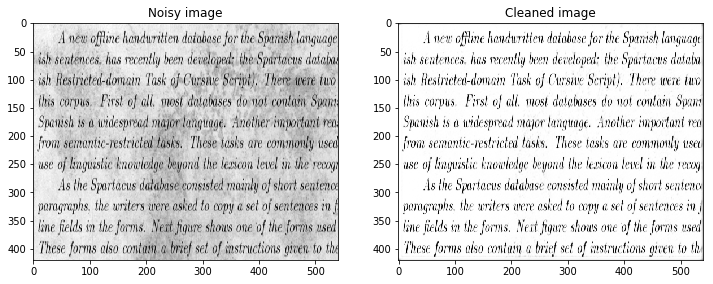 Noisy image
0
50
100
150
200
250
300
350
400
A new offline handwritten database for the Spanish language
ish sentences, has recently been developed: the Spartacus databa
ish Restricted-domain Task of Cursive Script). There were two
this corpus. First of all, most databases do not contain Spani
Spanish is a widespread major language. Another important rea
from semantic-restricted tasks. These tasks are commonly used
use of linguistic knowledge beyond the lexicon level in the recog
As the Spartacus database consisted mainly of short sentence
paragraphs, the writers were asked to copy a set of sentences in f
line fields in the forms. Next figure shows one of the forms used
These forms also contain a brief set of instructions given to the
0 100 200 300 400 500
Cleaned image
0
50
100
150
200
250
300
350
400
A new offline handwritten database for the Spanish language
ish sentences, has recently been developed: the Spartacus databa
ish Restricted-domain Task of Cursive Script). There were two
this corpus. First of all, most databases do not contain Spani
Spanish is a widespread major language. Another important rea
from semantic-restricted tasks. These tasks are commonly used
use of linguistic knowledge beyond the lexicon level in the recog
As the Spartacus database consisted mainly of short sentence
paragraphs, the writers were asked to copy a set of sentences in f
line fields in the forms. Next figure shows one of the forms used
These forms also contain a brief set of instructions given to the
0 100 200 300 400 500